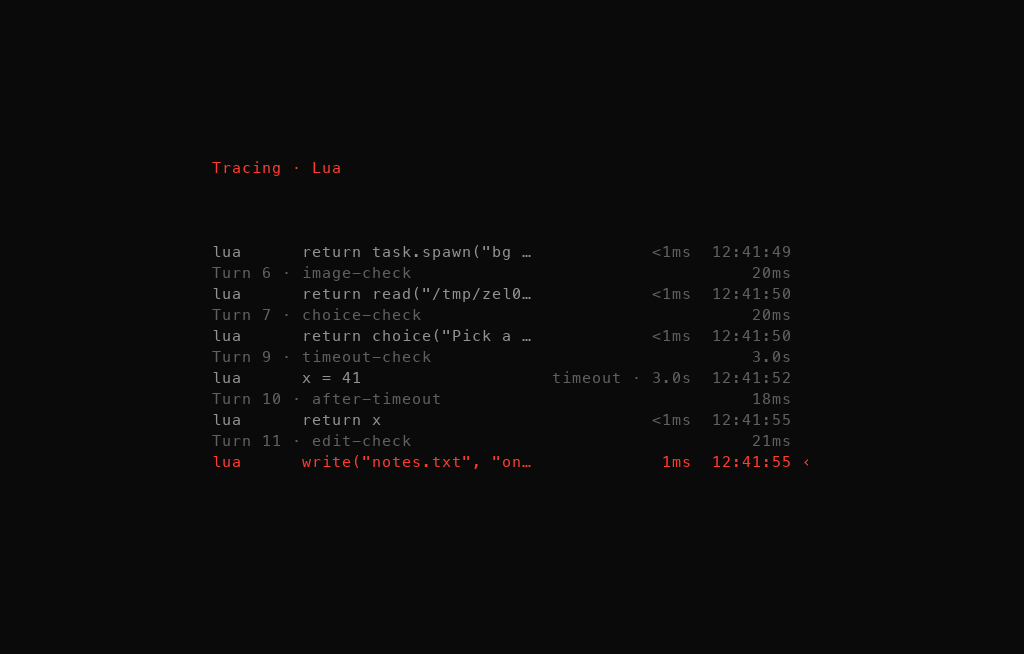 Tracing · Lua
lua return task.spawn("bg … <1ms 12:41:49
Turn 6 · image-check 20ms
lua return read("/tmp/zel0… <1ms 12:41:50
Turn 7 · choice-check 20ms
lua return choice("Pick a … <1ms 12:41:50
Turn 9 · timeout-check 3.0s
lua x = 41 timeout · 3.0s 12:41:52
Turn 10 · after-timeout 18ms
lua return x <1ms 12:41:55
Turn 11 · edit-check 21ms
lua write("notes.txt", "on… 1ms 12:41:55 ‹